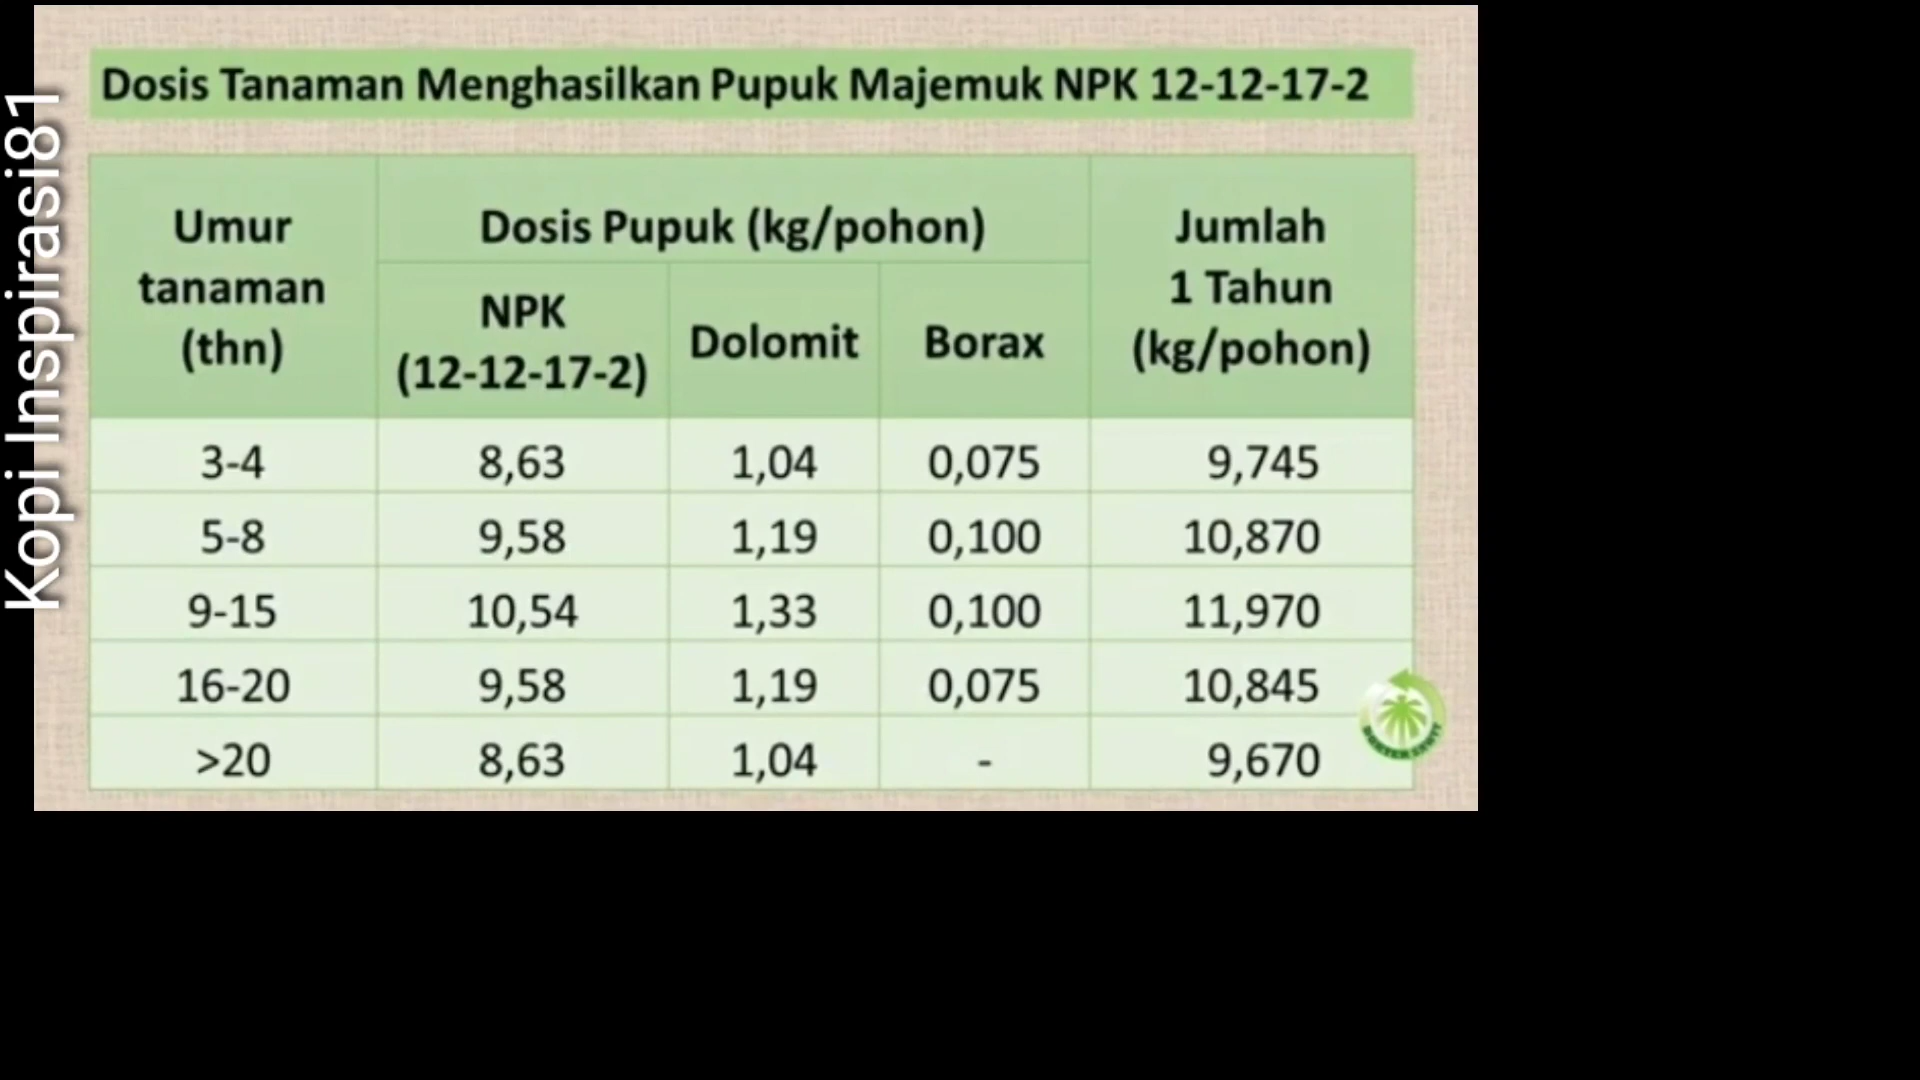 Kopi Inspirasi81
Dosis Tanaman Menghasilkan Pupuk Majemuk NPK 12-12-17-2
Umur tanaman (thn)
Dosis Pupuk (kg/pohon)
Jumlah 1 Tahun (kg/pohon)
NPK (12-12-17-2)
Dolomit
Borax
3-4 8,63 1,04 0,075 9,745
5-8 9,58 1,19 0,100 10,870
9-15 10,54 1,33 0,100 11,970
16-20 9,58 1,19 0,075 10,845
>20 8,63 1,04 - 9,670